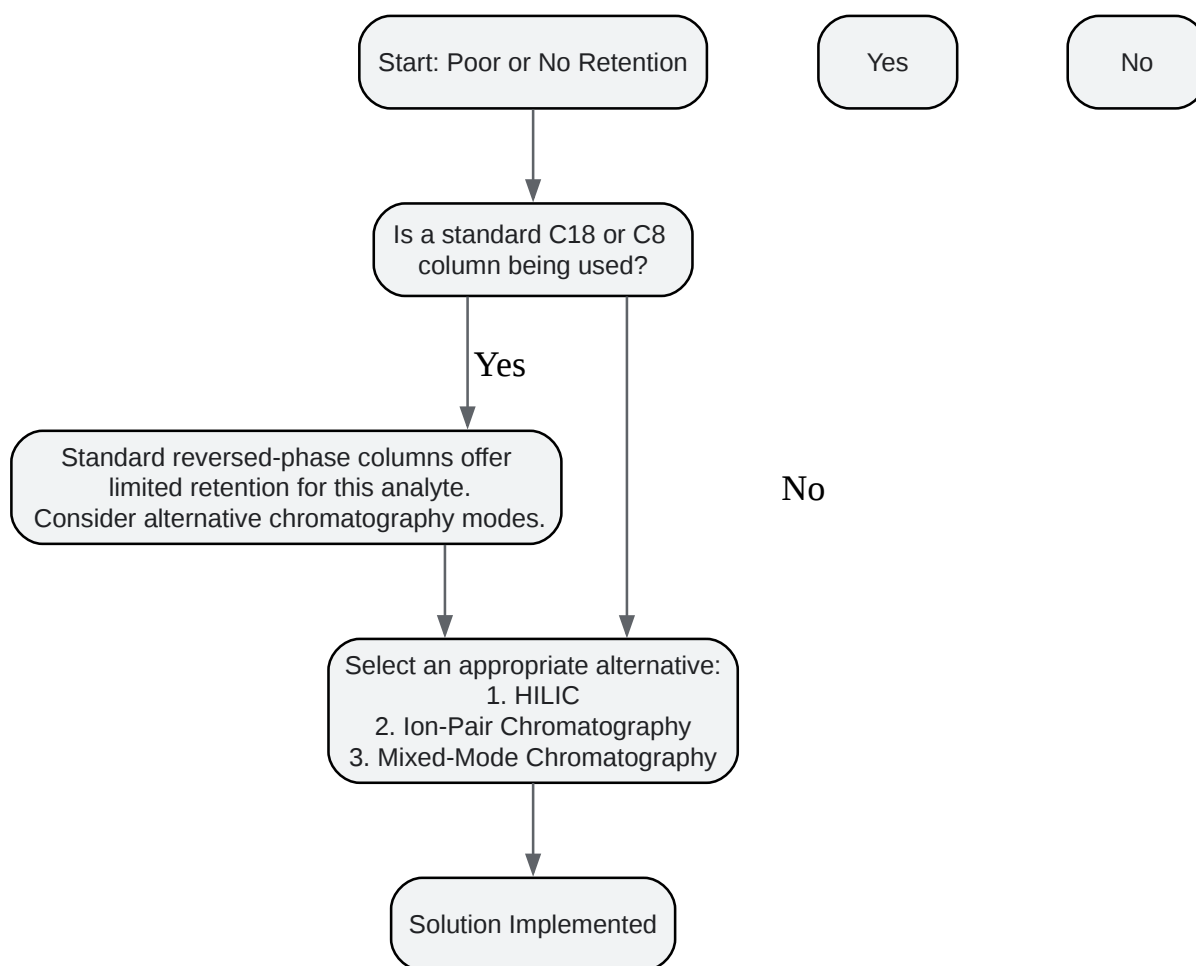 Start: Poor or No Retention
Yes
No
Is a standard C18 or C8
column being used?
Yes
Standard reversed-phase columns offer
limited retention for this analyte.
Consider alternative chromatography modes.
No
Select an appropriate alternative:
1. HILIC
2. Ion-Pair Chromatography
3. Mixed-Mode Chromatography
Solution Implemented